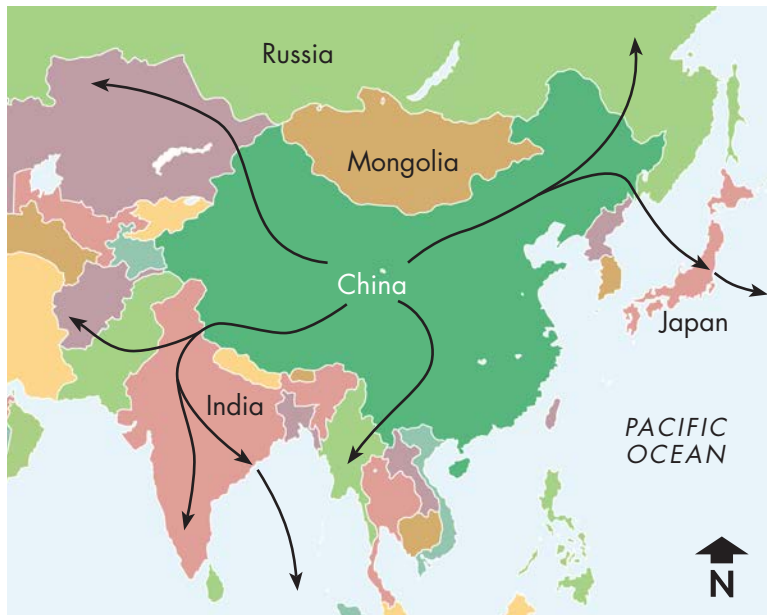 Russia
Mongolia
China
Japan
India
PACIFIC
OCEAN
N